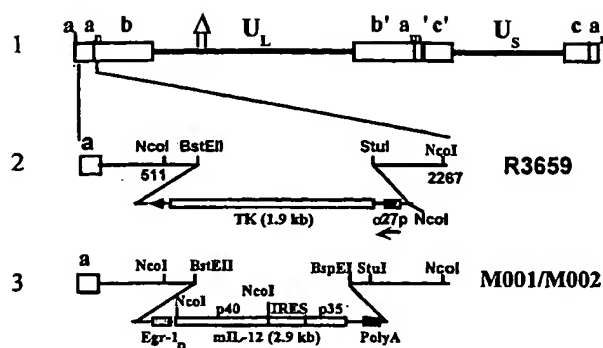 1 a a b U_L b' a ' c' U_S c a
a
2 NcoI BstEII StuI NcoI R3659
511 2267
TK (1.9 kb) α27p NcoI
a
3 NcoI BstEII BspEI StuI NcoI M001/M002
NcoI p40 NcoI IRES p35
Egr-1p mIL-12 (2.9 kb) PolyA